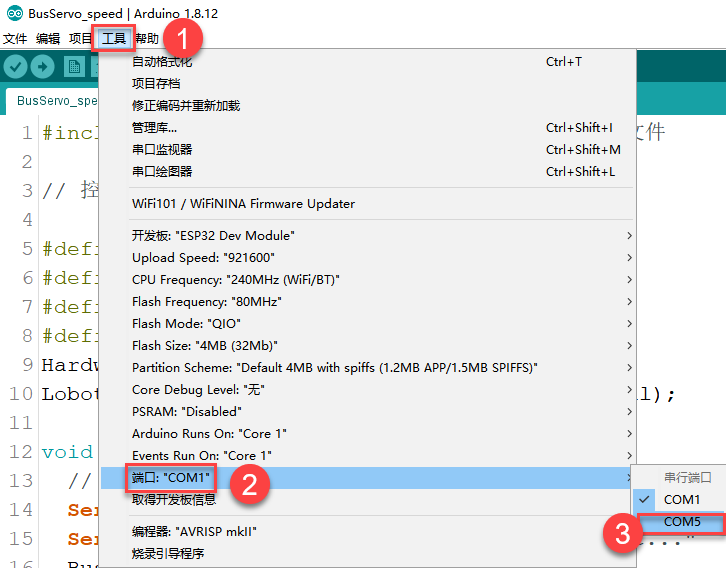 BusServo_speed | Arduino 1.8.12
文件 编辑 项目 工具 帮助
1
自动格式化 Ctrl+T
项目存档
修正编码并重新加载
管理库... Ctrl+Shift+I
串口监视器 Ctrl+Shift+M
串口绘图器 Ctrl+Shift+L
WiFi101 / WiFiNINA Firmware Updater
开发板: "ESP32 Dev Module"
Upload Speed: "921600"
CPU Frequency: "240MHz (WiFi/BT)"
Flash Frequency: "80MHz"
Flash Mode: "QIO"
Flash Size: "4MB (32Mb)"
Partition Scheme: "Default 4MB with spiffs (1.2MB APP/1.5MB SPIFFS)"
Core Debug Level: "无"
PSRAM: "Disabled"
Arduino Runs On: "Core 1"
Events Run On: "Core 1"
端口: "COM1"
2
取得开发板信息
编程器: "AVRISP mkII"
烧录引导程序
串行端口
COM1
COM5
3
BusServo_spe
1 #incl 文件
2
3 // 控
4
5 #defi
6 #defi
7 #defi
8 #defi
9 Hardw
10 Lobot l);
11
12 void
13 //
14 Ser
15 Ser ..."
16 Bus